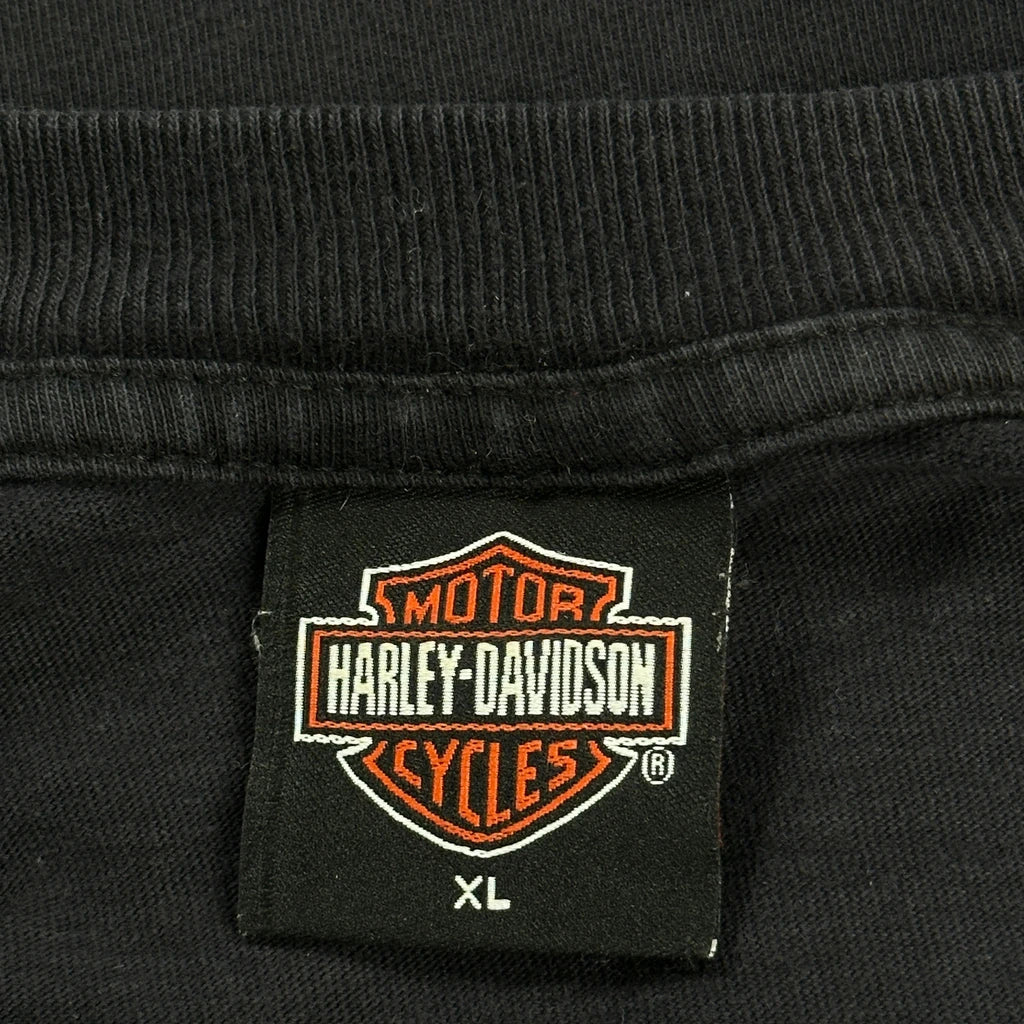 MOTOR
HARLEY-DAVIDSON
CYCLES
®
XL